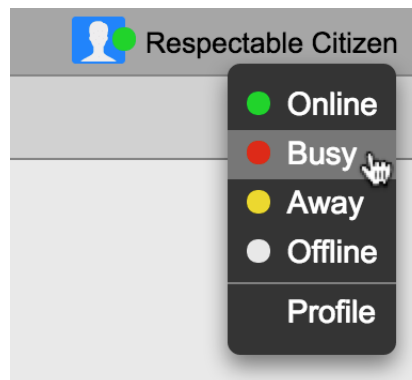 Respectable Citizen
Online
Busy
Away
Offline
Profile